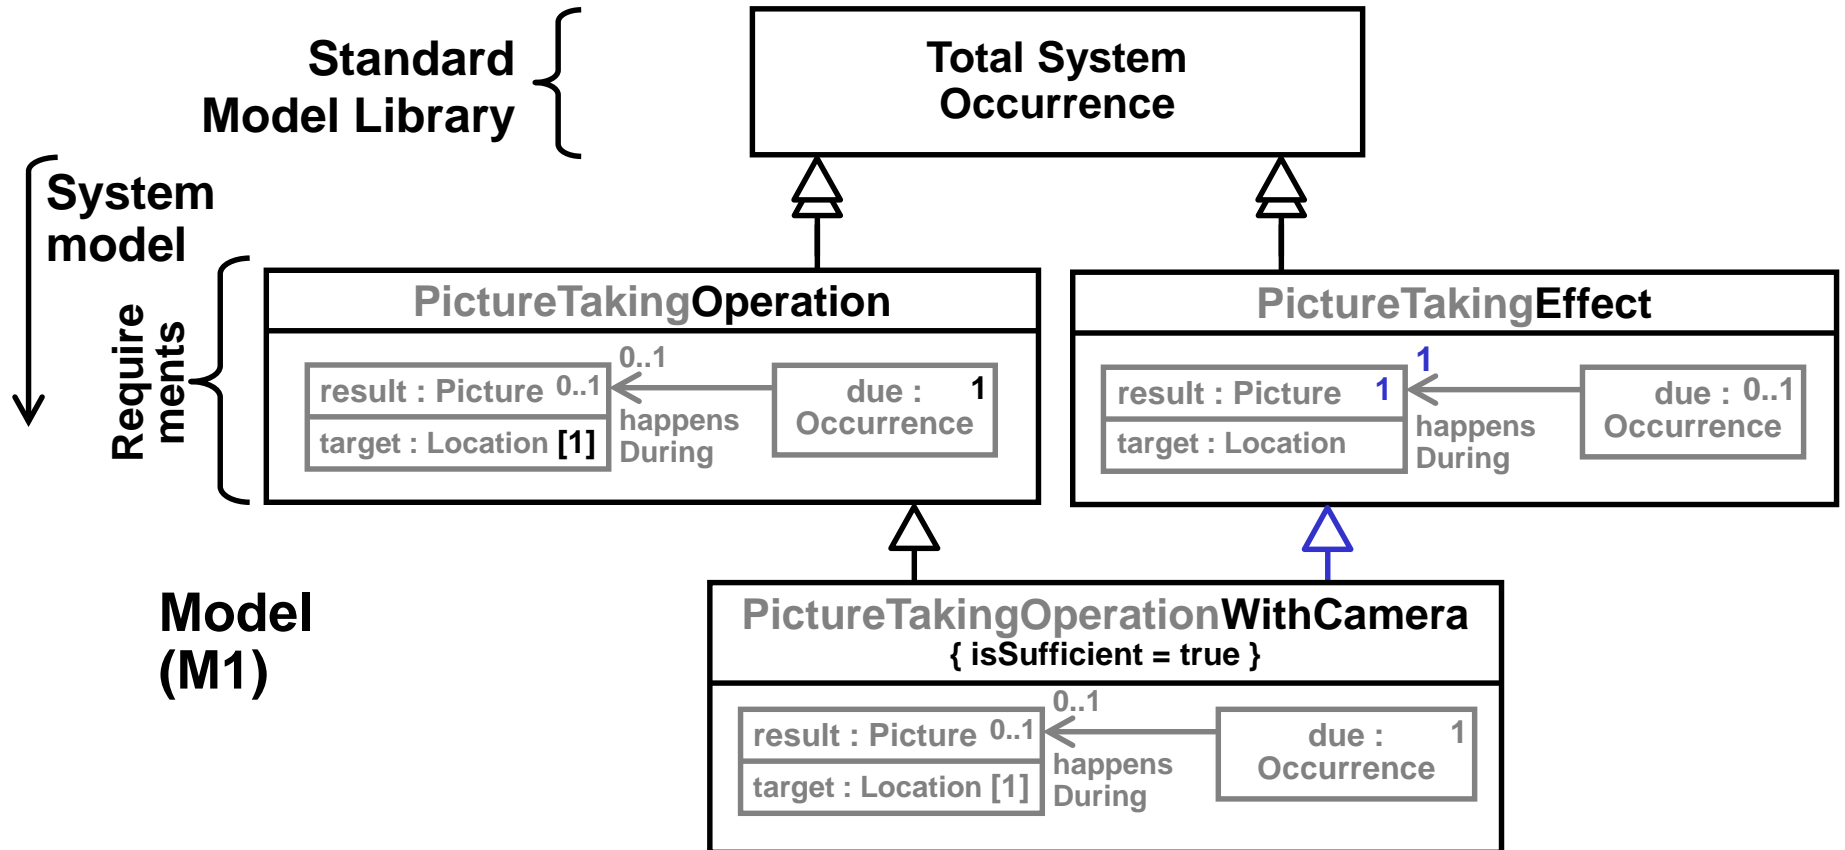 Standard
Model Library
Total System
Occurrence
System
model
Require
ments
PictureTakingOperation
result : Picture 0..1
target : Location [1]
0..1
happens
During
due : 1
Occurrence
PictureTakingEffect
result : Picture 1
target : Location
1
happens
During
due : 0..1
Occurrence
Model
(M1)
PictureTakingOperationWithCamera
{ isSufficient = true }
result : Picture 0..1
target : Location [1]
0..1
happens
During
due : 1
Occurrence